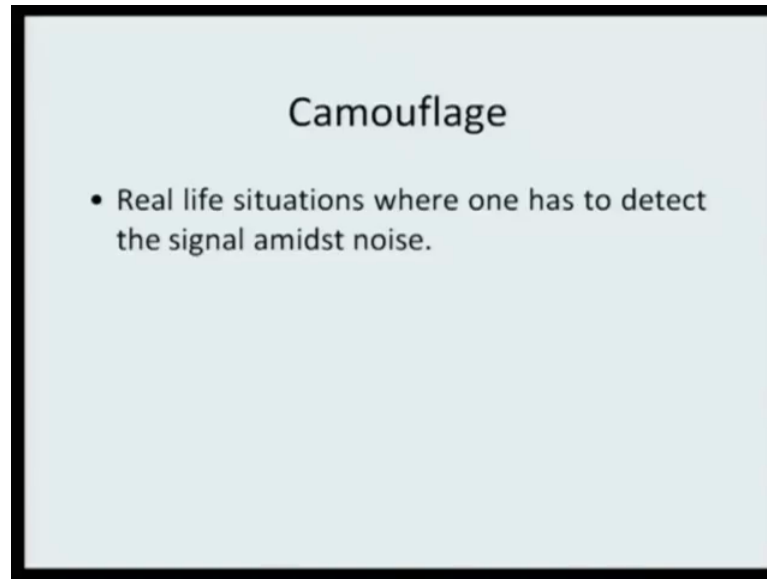 Camouflage
• Real life situations where one has to detect
the signal amidst noise.